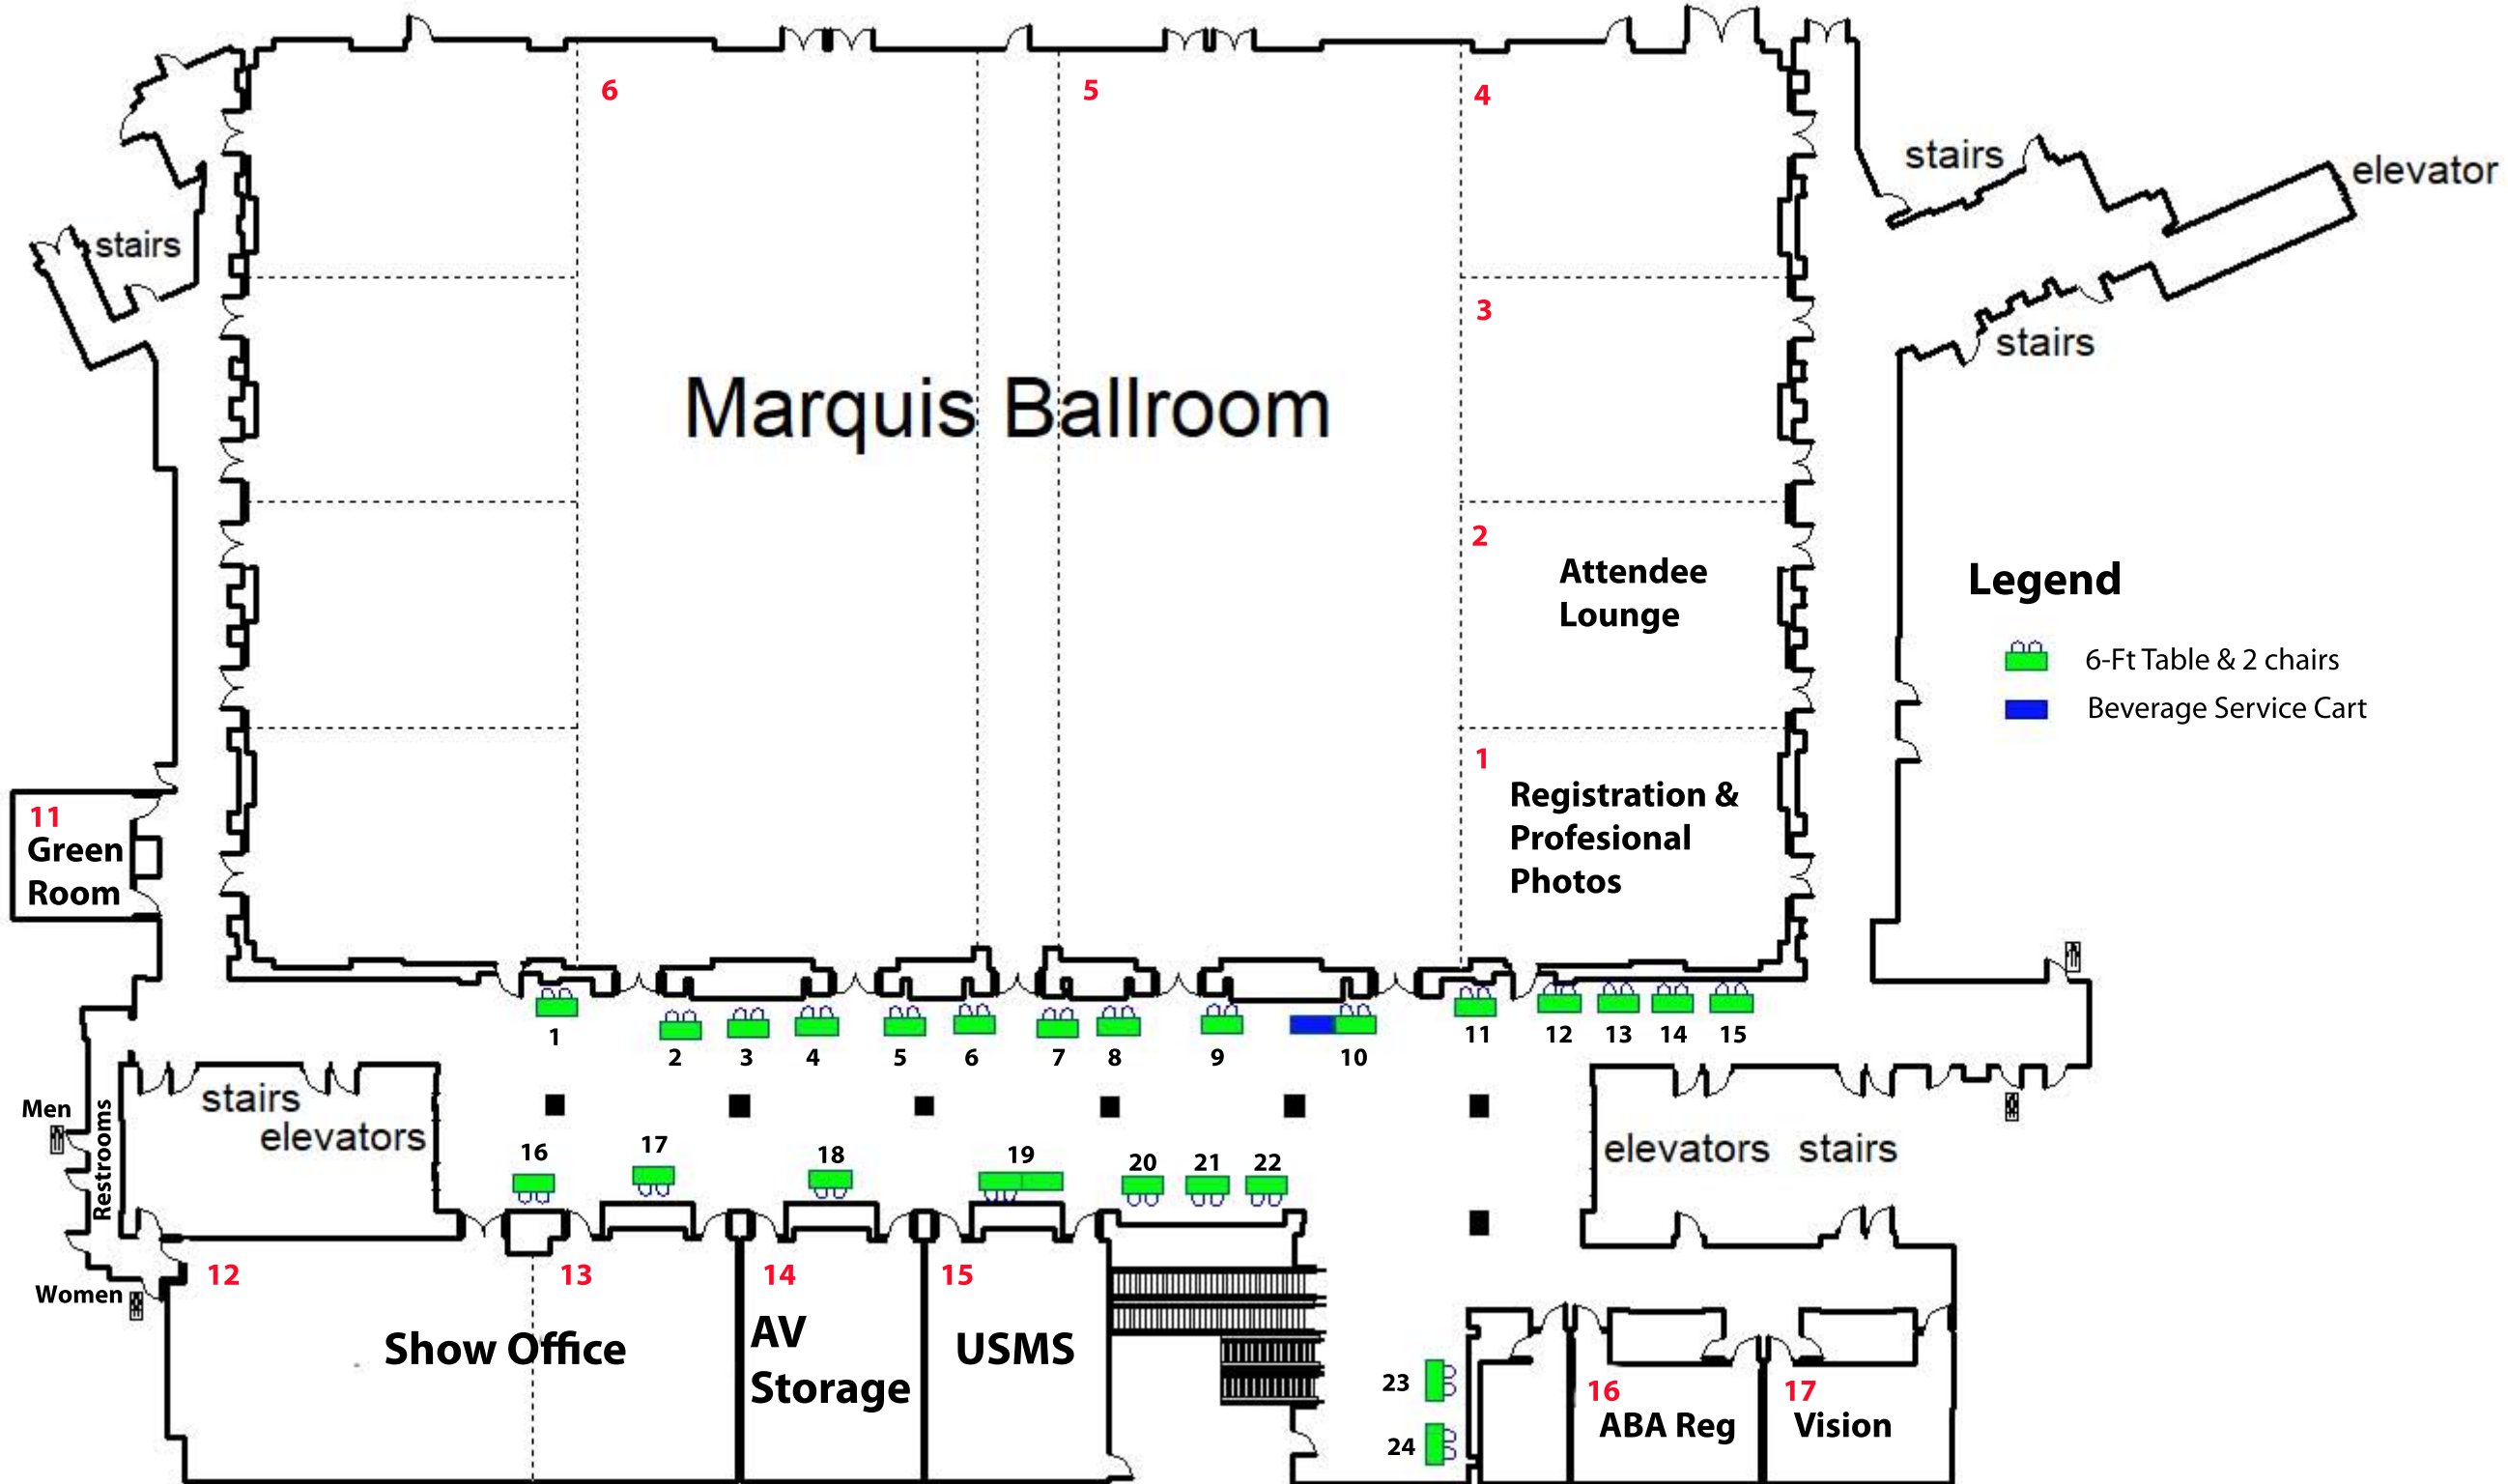 6
5
4
stairs
elevator
stairs
3
stairs
Marquis Ballroom
2
Attendee
Lounge
Legend
6-Ft Table & 2 chairs
Beverage Service Cart
1
Registration &
Profesional
Photos
11
Green
Room
1
2
3
4
5
6
7
8
9
10
11
12
13
14
15
Men
Restrooms
stairs
elevators
elevators stairs
16
17
18
19
20
21
22
Women
12
13
14
15
Show Office
AV
Storage
USMS
23
24
16
ABA Reg
17
Vision